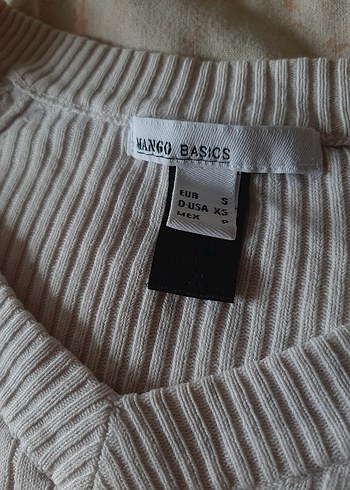 MANGO BASICS
EUR S
D-USA XS
MEX